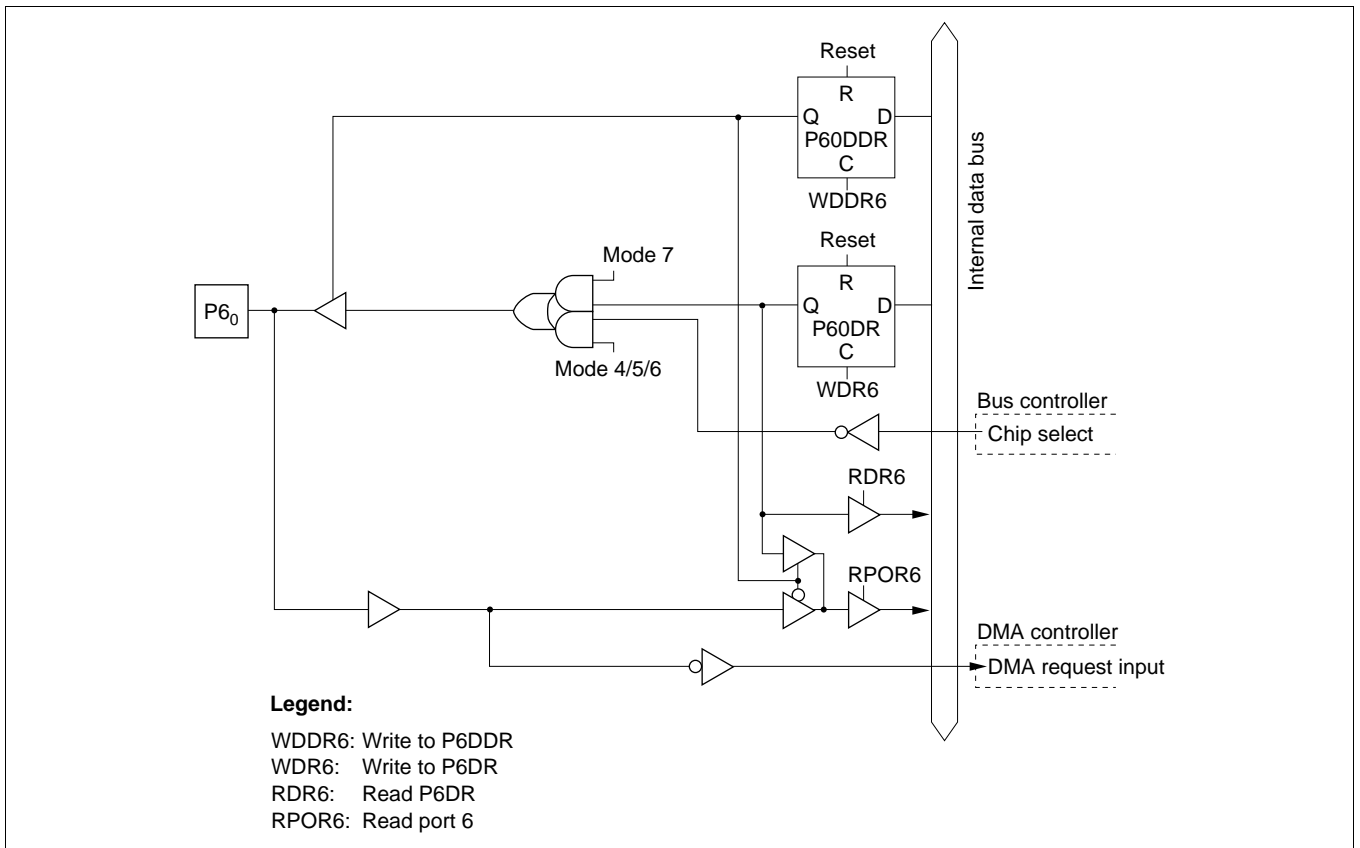 Reset
R
Q D
P60DDR
C
WDDR6
Internal data bus
Reset
Mode 7
R
Q D
P6₀
P60DR
C
Mode 4/5/6
WDR6
Bus controller
Chip select
RDR6
RPOR6
DMA controller
DMA request input
Legend:
WDDR6: Write to P6DDR
WDR6: Write to P6DR
RDR6: Read P6DR
RPOR6: Read port 6